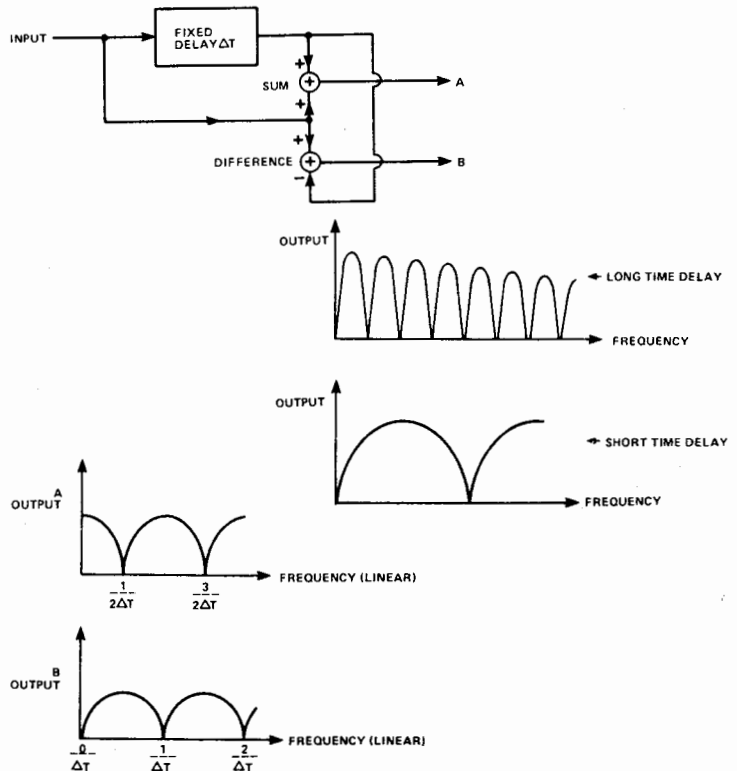 INPUT
FIXED
DELAY ΔT
+
SUM
+
+
A
+
+
DIFFERENCE
+
−
B
OUTPUT
LONG TIME DELAY
FREQUENCY
OUTPUT
SHORT TIME DELAY
FREQUENCY
A
OUTPUT
FREQUENCY (LINEAR)
1
2ΔT
3
2ΔT
B
OUTPUT
FREQUENCY (LINEAR)
0
ΔT
1
ΔT
2
ΔT